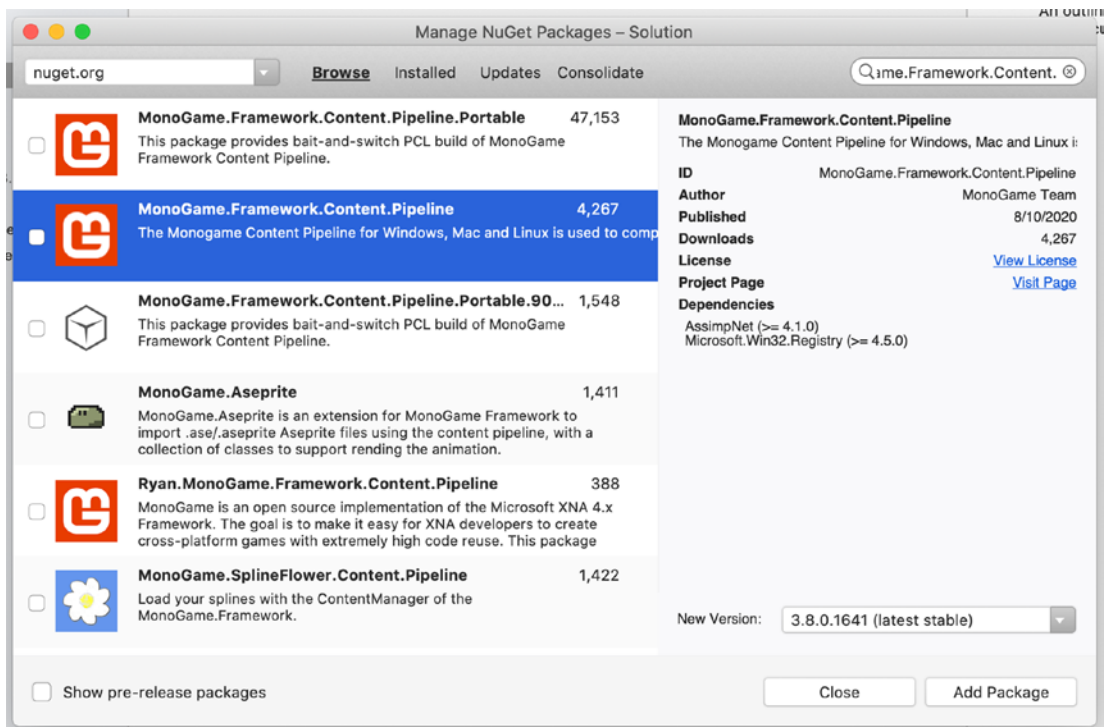 An outlin
Manage NuGet Packages – Solution
nuget.org
Browse
Installed
Updates
Consolidate
ame.Framework.Content.
MonoGame.Framework.Content.Pipeline.Portable 47,153
This package provides bait-and-switch PCL build of MonoGame
Framework Content Pipeline.
MonoGame.Framework.Content.Pipeline 4,267
The Monogame Content Pipeline for Windows, Mac and Linux is used to comp
MonoGame.Framework.Content.Pipeline.Portable.90... 1,548
This package provides bait-and-switch PCL build of MonoGame
Framework Content Pipeline.
MonoGame.Aseprite 1,411
MonoGame.Aseprite is an extension for MonoGame Framework to
import .ase/.aseprite Aseprite files using the content pipeline, with a
collection of classes to support rending the animation.
Ryan.MonoGame.Framework.Content.Pipeline 388
MonoGame is an open source implementation of the Microsoft XNA 4.x
Framework. The goal is to make it easy for XNA developers to create
cross-platform games with extremely high code reuse. This package
MonoGame.SplineFlower.Content.Pipeline 1,422
Load your splines with the ContentManager of the
MonoGame.Framework.
MonoGame.Framework.Content.Pipeline
The Monogame Content Pipeline for Windows, Mac and Linux i
ID MonoGame.Framework.Content.Pipeline
Author MonoGame Team
Published 8/10/2020
Downloads 4,267
License View License
Project Page Visit Page
Dependencies
AssimpNet (>= 4.1.0)
Microsoft.Win32.Registry (>= 4.5.0)
New Version: 3.8.0.1641 (latest stable)
Show pre-release packages
Close
Add Package